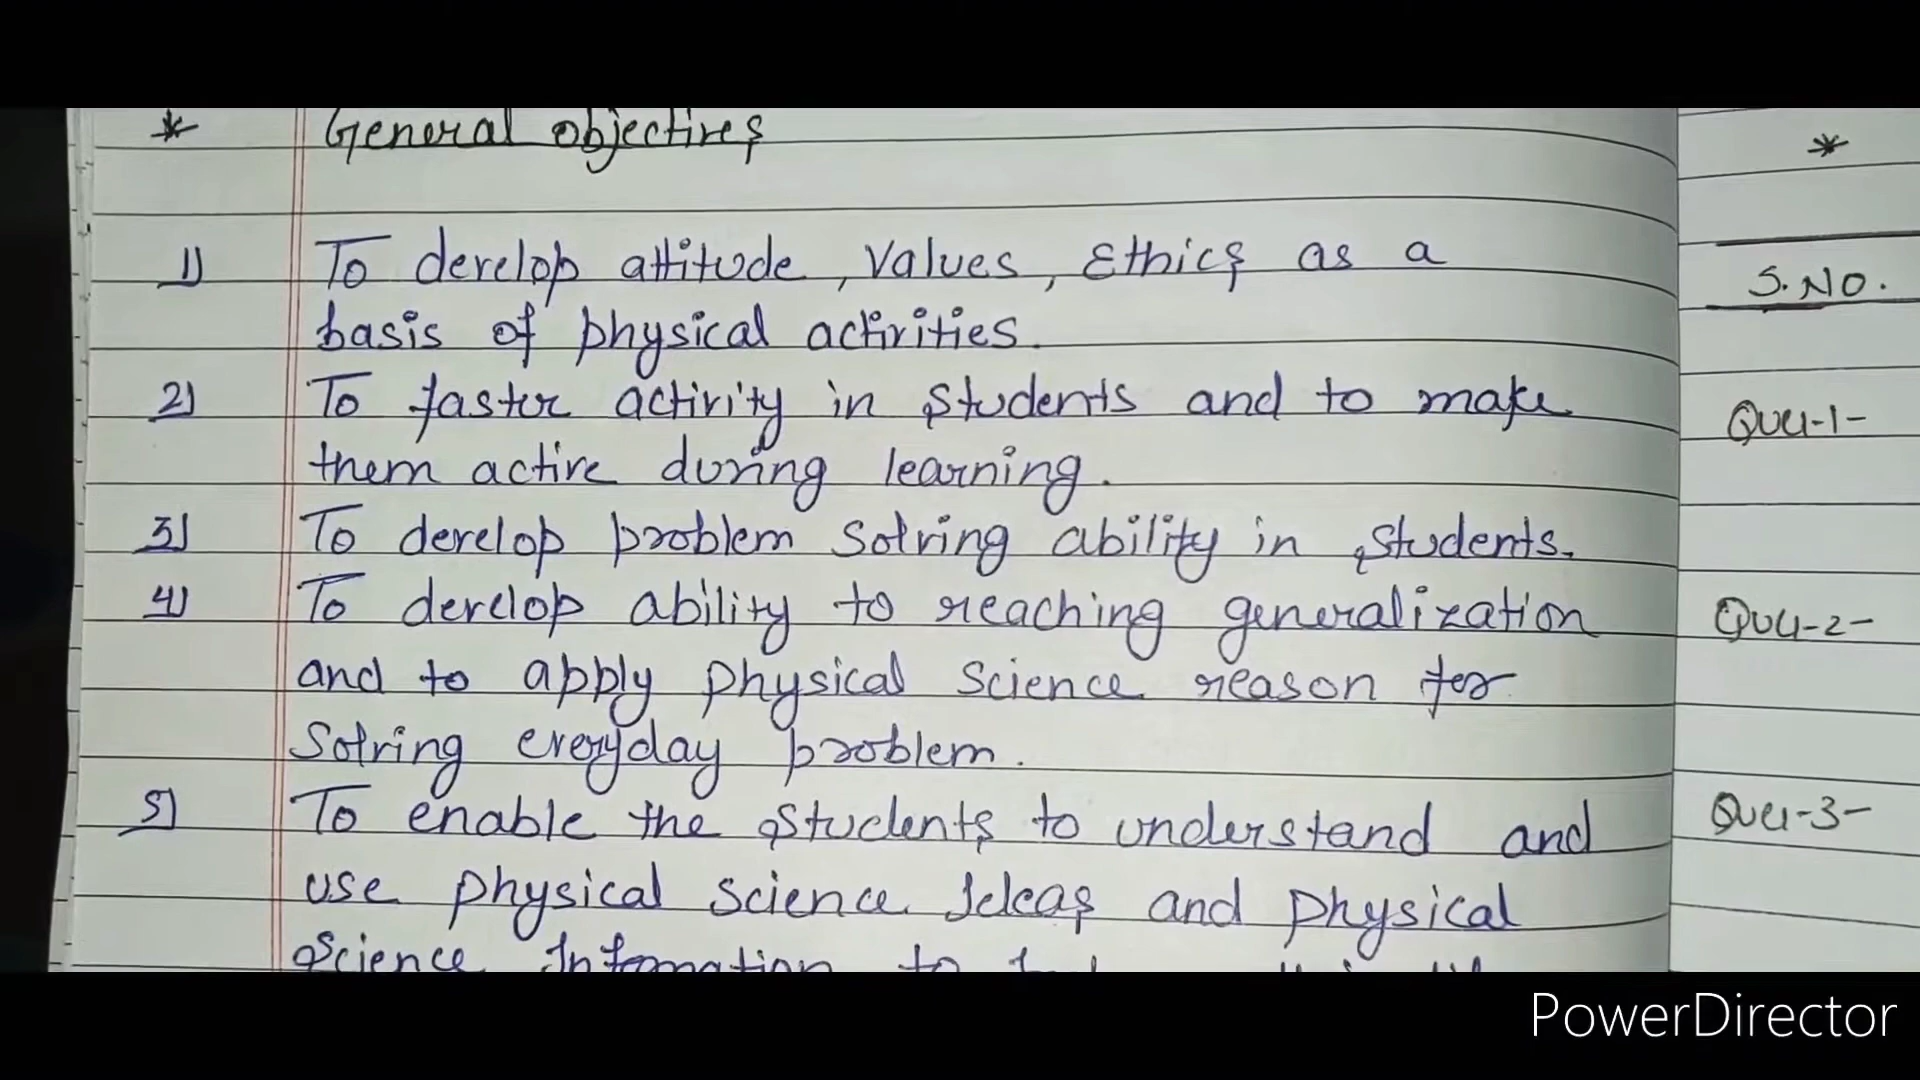 * General objectives
1) To develop attitude, Values, Ethics as a
basis of physical activities.
2) To faster activity in students and to make
them active during learning.
3) To develop problem solving ability in students.
4) To develop ability to reaching generalization
and to apply physical science reason for
solving everyday problem.
5) To enable the students to understand and
use physical science Ideas and physical
science Information to
*
S.NO.
Que-1-
Que-2-
Que-3-
PowerDirector